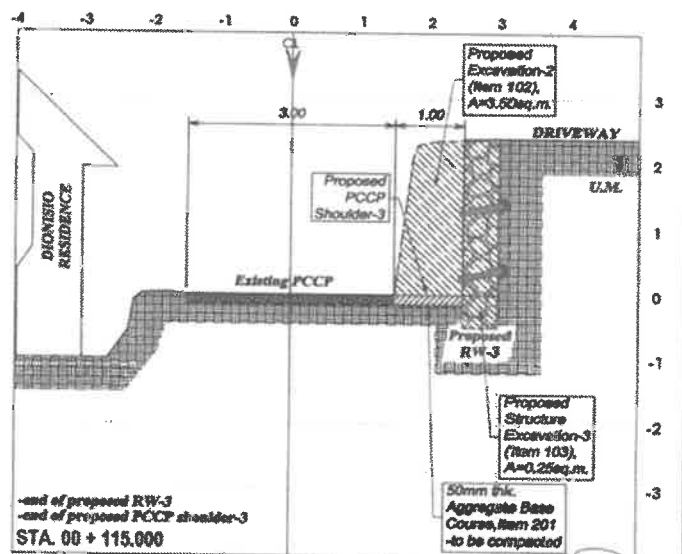 -4 -3 -2 -1 0 1 2 3 4
CL
Proposed
Excavation-2
(Item 102),
A=3.50sq.m.
3.00
1.00
3
DRIVEWAY
2
U.M.
Proposed
PCCP
Shoulder-3
DIONISIO
RESIDENCE
1
Existing PCCP
0
Proposed
RW-3
-1
Proposed
Structure
Excavation-3
(Item 103),
A=0.25sq.m.
-2
50mm thk.
Aggregate Base
Course, Item 201
-to be compacted
-3
-end of proposed RW-3
-end of proposed PCCP shoulder-3
STA. 00 + 115.000